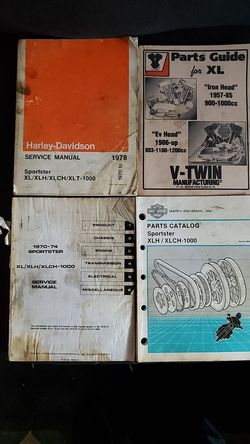 Harley-Davidson
SERVICE MANUAL 1978
Sportster
XL/XLH/XLCH/XLT-1000
Parts Guide
for XL
"Iron Head"
1957-85
900-1000cc
"Ev Head"
1986-up
883-1100-1200cc
V-TWIN
MANUFACTURING
1970-74
SPORTSTER
XL/XLH/XLCH-1000
SERVICE
MANUAL
PRODUCT
CHASSIS
ENGINE
TRANSMISSION
ELECTRICAL
MISCELLANEOUS
Harley-Davidson, Inc.
PARTS CATALOG
Sportster
XLH / XLCH-1000